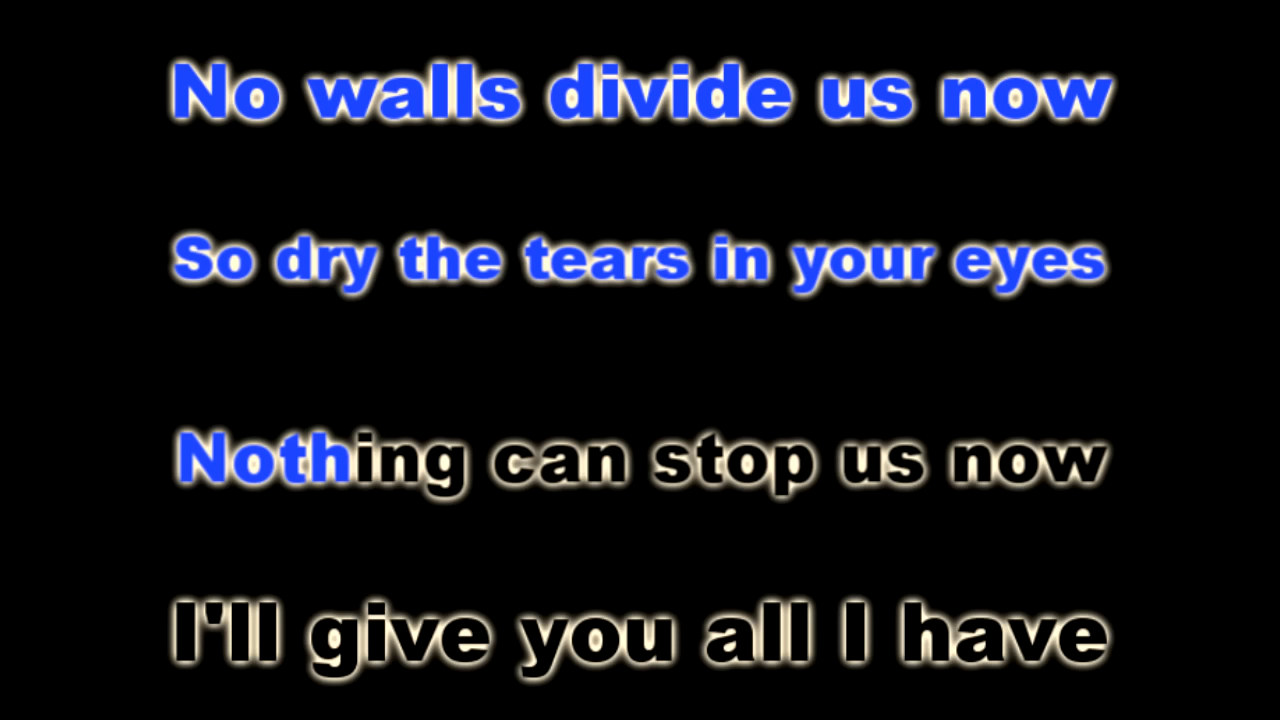 No walls divide us now
So dry the tears in your eyes
Nothing can stop us now
I'll give you all I have